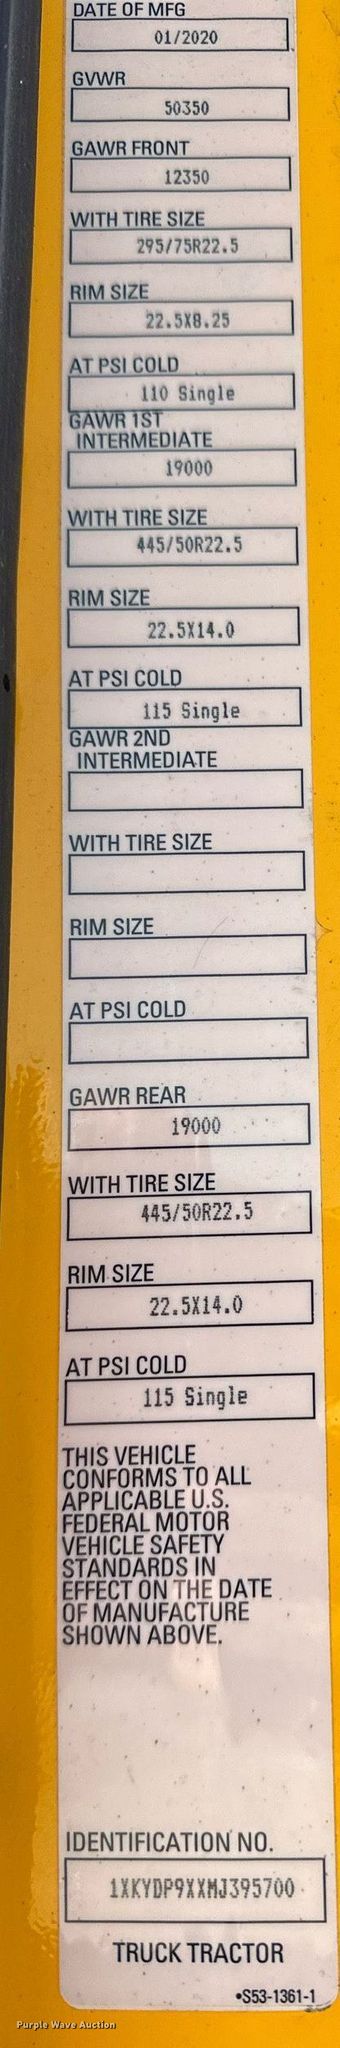 DATE OF MFG
01/2020
GVWR
50350
GAWR FRONT
12350
WITH TIRE SIZE
295/75R22.5
RIM SIZE
22.5X8.25
AT PSI COLD
110 Single
GAWR 1ST
INTERMEDIATE
19000
WITH TIRE SIZE
445/50R22.5
RIM SIZE
22.5X14.0
AT PSI COLD
115 Single
GAWR 2ND
INTERMEDIATE
WITH TIRE SIZE
RIM SIZE
AT PSI COLD
GAWR REAR
19000
WITH TIRE SIZE
445/50R22.5
RIM SIZE
22.5X14.0
AT PSI COLD
115 Single
THIS VEHICLE
CONFORMS TO ALL
APPLICABLE U.S.
FEDERAL MOTOR
VEHICLE SAFETY
STANDARDS IN
EFFECT ON THE DATE
OF MANUFACTURE
SHOWN ABOVE.
IDENTIFICATION NO.
1XKYDP9XXMJ395700
TRUCK TRACTOR
•S53-1361-1
Purple Wave Auction